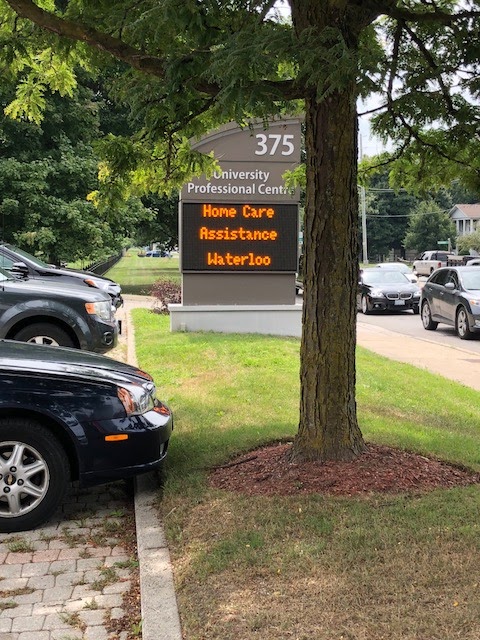 375
University
Professional Centre
Home Care
Assistance
Waterloo